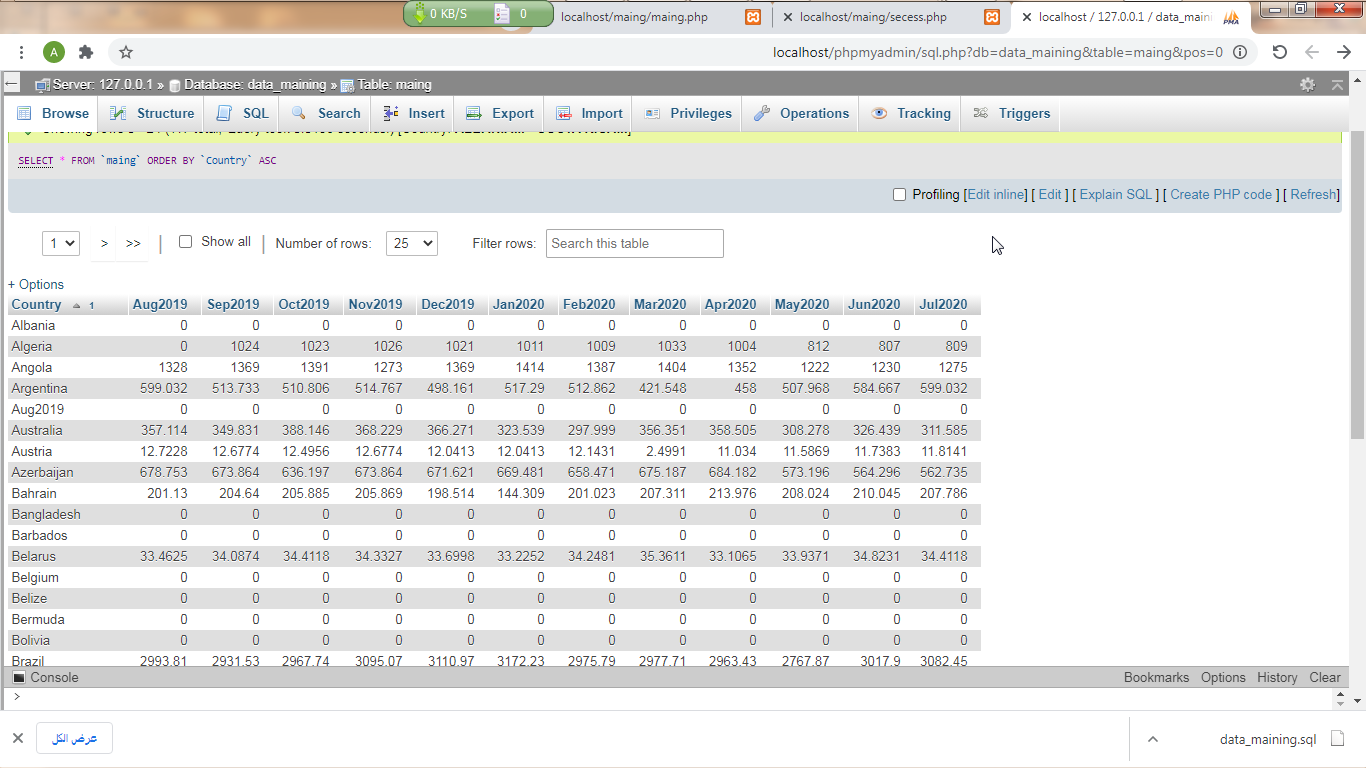 0 KB/S 0 localhost/maing/maing.php localhost/maing/secess.php localhost / 127.0.0.1 / data_maini
A localhost/phpmyadmin/sql.php?db=data_maining&table=maing&pos=0
Server: 127.0.0.1 » Database: data_maining » Table: maing
Browse Structure SQL Search Insert Export Import Privileges Operations Tracking Triggers
SELECT * FROM `maing` ORDER BY `Country` ASC
Profiling [Edit inline] [ Edit ] [ Explain SQL ] [ Create PHP code ] [ Refresh]
1 > >> | Show all | Number of rows: 25 Filter rows: Search this table
+ Options
Country 1 Aug2019 Sep2019 Oct2019 Nov2019 Dec2019 Jan2020 Feb2020 Mar2020 Apr2020 May2020 Jun2020 Jul2020
Albania 0 0 0 0 0 0 0 0 0 0 0 0
Algeria 0 1024 1023 1026 1021 1011 1009 1033 1004 812 807 809
Angola 1328 1369 1391 1273 1369 1414 1387 1404 1352 1222 1230 1275
Argentina 599.032 513.733 510.806 514.767 498.161 517.29 512.862 421.548 458 507.968 584.667 599.032
Aug2019 0 0 0 0 0 0 0 0 0 0 0 0
Australia 357.114 349.831 388.146 368.229 366.271 323.539 297.999 356.351 358.505 308.278 326.439 311.585
Austria 12.7228 12.6774 12.4956 12.6774 12.0413 12.0413 12.1431 2.4991 11.034 11.5869 11.7383 11.8141
Azerbaijan 678.753 673.864 636.197 673.864 671.621 669.481 658.471 675.187 684.182 573.196 564.296 562.735
Bahrain 201.13 204.64 205.885 205.869 198.514 144.309 201.023 207.311 213.976 208.024 210.045 207.786
Bangladesh 0 0 0 0 0 0 0 0 0 0 0 0
Barbados 0 0 0 0 0 0 0 0 0 0 0 0
Belarus 33.4625 34.0874 34.4118 34.3327 33.6998 33.2252 34.2481 35.3611 33.1065 33.9371 34.8231 34.4118
Belgium 0 0 0 0 0 0 0 0 0 0 0 0
Belize 0 0 0 0 0 0 0 0 0 0 0 0
Bermuda 0 0 0 0 0 0 0 0 0 0 0 0
Bolivia 0 0 0 0 0 0 0 0 0 0 0 0
Brazil 2993.81 2931.53 2967.74 3095.07 3110.97 3172.23 2975.79 2977.71 2963.43 2767.87 3017.9 3082.45
Console Bookmarks Options History Clear
>
عرض الكل data_maining.sql